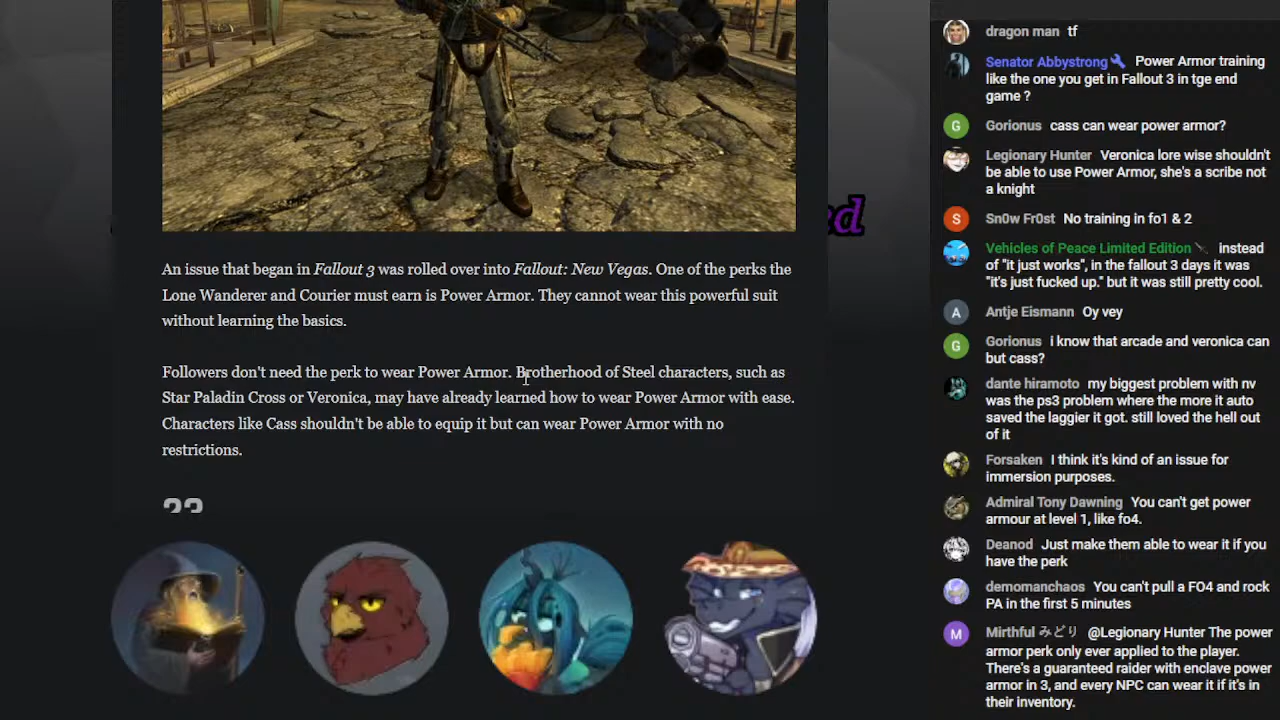 ed
An issue that began in Fallout 3 was rolled over into Fallout: New Vegas. One of the perks the
Lone Wanderer and Courier must earn is Power Armor. They cannot wear this powerful suit
without learning the basics.
Followers don't need the perk to wear Power Armor. Brotherhood of Steel characters, such as
Star Paladin Cross or Veronica, may have already learned how to wear Power Armor with ease.
Characters like Cass shouldn't be able to equip it but can wear Power Armor with no
restrictions.
dragon man tf
Senator Abbystrong Power Armor training
like the one you get in Fallout 3 in tge end
game ?
G
Gorionus cass can wear power armor?
Legionary Hunter Veronica lore wise shouldn't
be able to use Power Armor, she's a scribe not
a knight
S
Sn0w Fr0st No training in fo1 & 2
Vehicles of Peace Limited Edition instead
of "it just works", in the fallout 3 days it was
"it's just fucked up." but it was still pretty cool.
A
Antje Eismann Oy vey
G
Gorionus i know that arcade and veronica can
but cass?
dante hiramoto my biggest problem with nv
was the ps3 problem where the more it auto
saved the laggier it got. still loved the hell out
of it
Forsaken I think it's kind of an issue for
immersion purposes.
Admiral Tony Dawning You can't get power
armour at level 1, like fo4.
Deanod Just make them able to wear it if you
have the perk
demomanchaos You can't pull a FO4 and rock
PA in the first 5 minutes
M
Mirthful みどり @Legionary Hunter The power
armor perk only ever applied to the player.
There's a guaranteed raider with enclave power
armor in 3, and every NPC can wear it if it's in
their inventory.